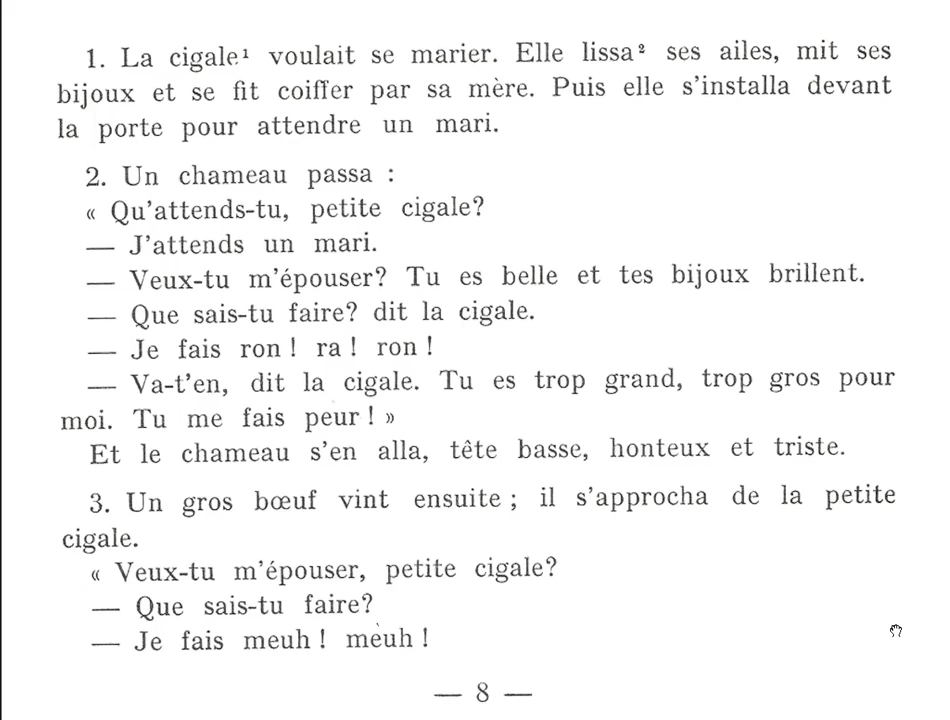 1. La cigale¹ voulait se marier. Elle lissa² ses ailes, mit ses
bijoux et se fit coiffer par sa mère. Puis elle s'installa devant
la porte pour attendre un mari.
2. Un chameau passa :
« Qu'attends-tu, petite cigale?
— J'attends un mari.
— Veux-tu m'épouser? Tu es belle et tes bijoux brillent.
— Que sais-tu faire? dit la cigale.
— Je fais ron ! ra ! ron !
— Va-t'en, dit la cigale. Tu es trop grand, trop gros pour
moi. Tu me fais peur ! »
Et le chameau s'en alla, tête basse, honteux et triste.
3. Un gros bœuf vint ensuite ; il s'approcha de la petite
cigale.
« Veux-tu m'épouser, petite cigale?
— Que sais-tu faire?
— Je fais meuh ! meuh !
— 8 —